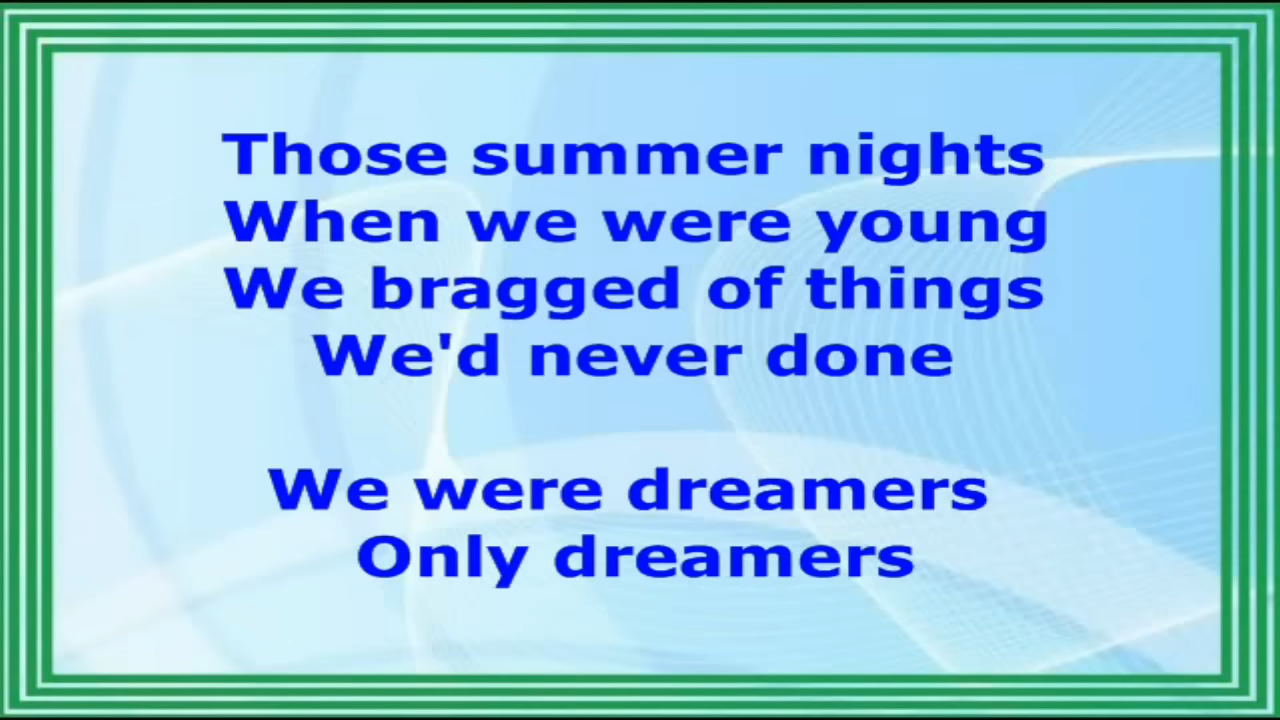 Those summer nights
When we were young
We bragged of things
We'd never done
We were dreamers
Only dreamers